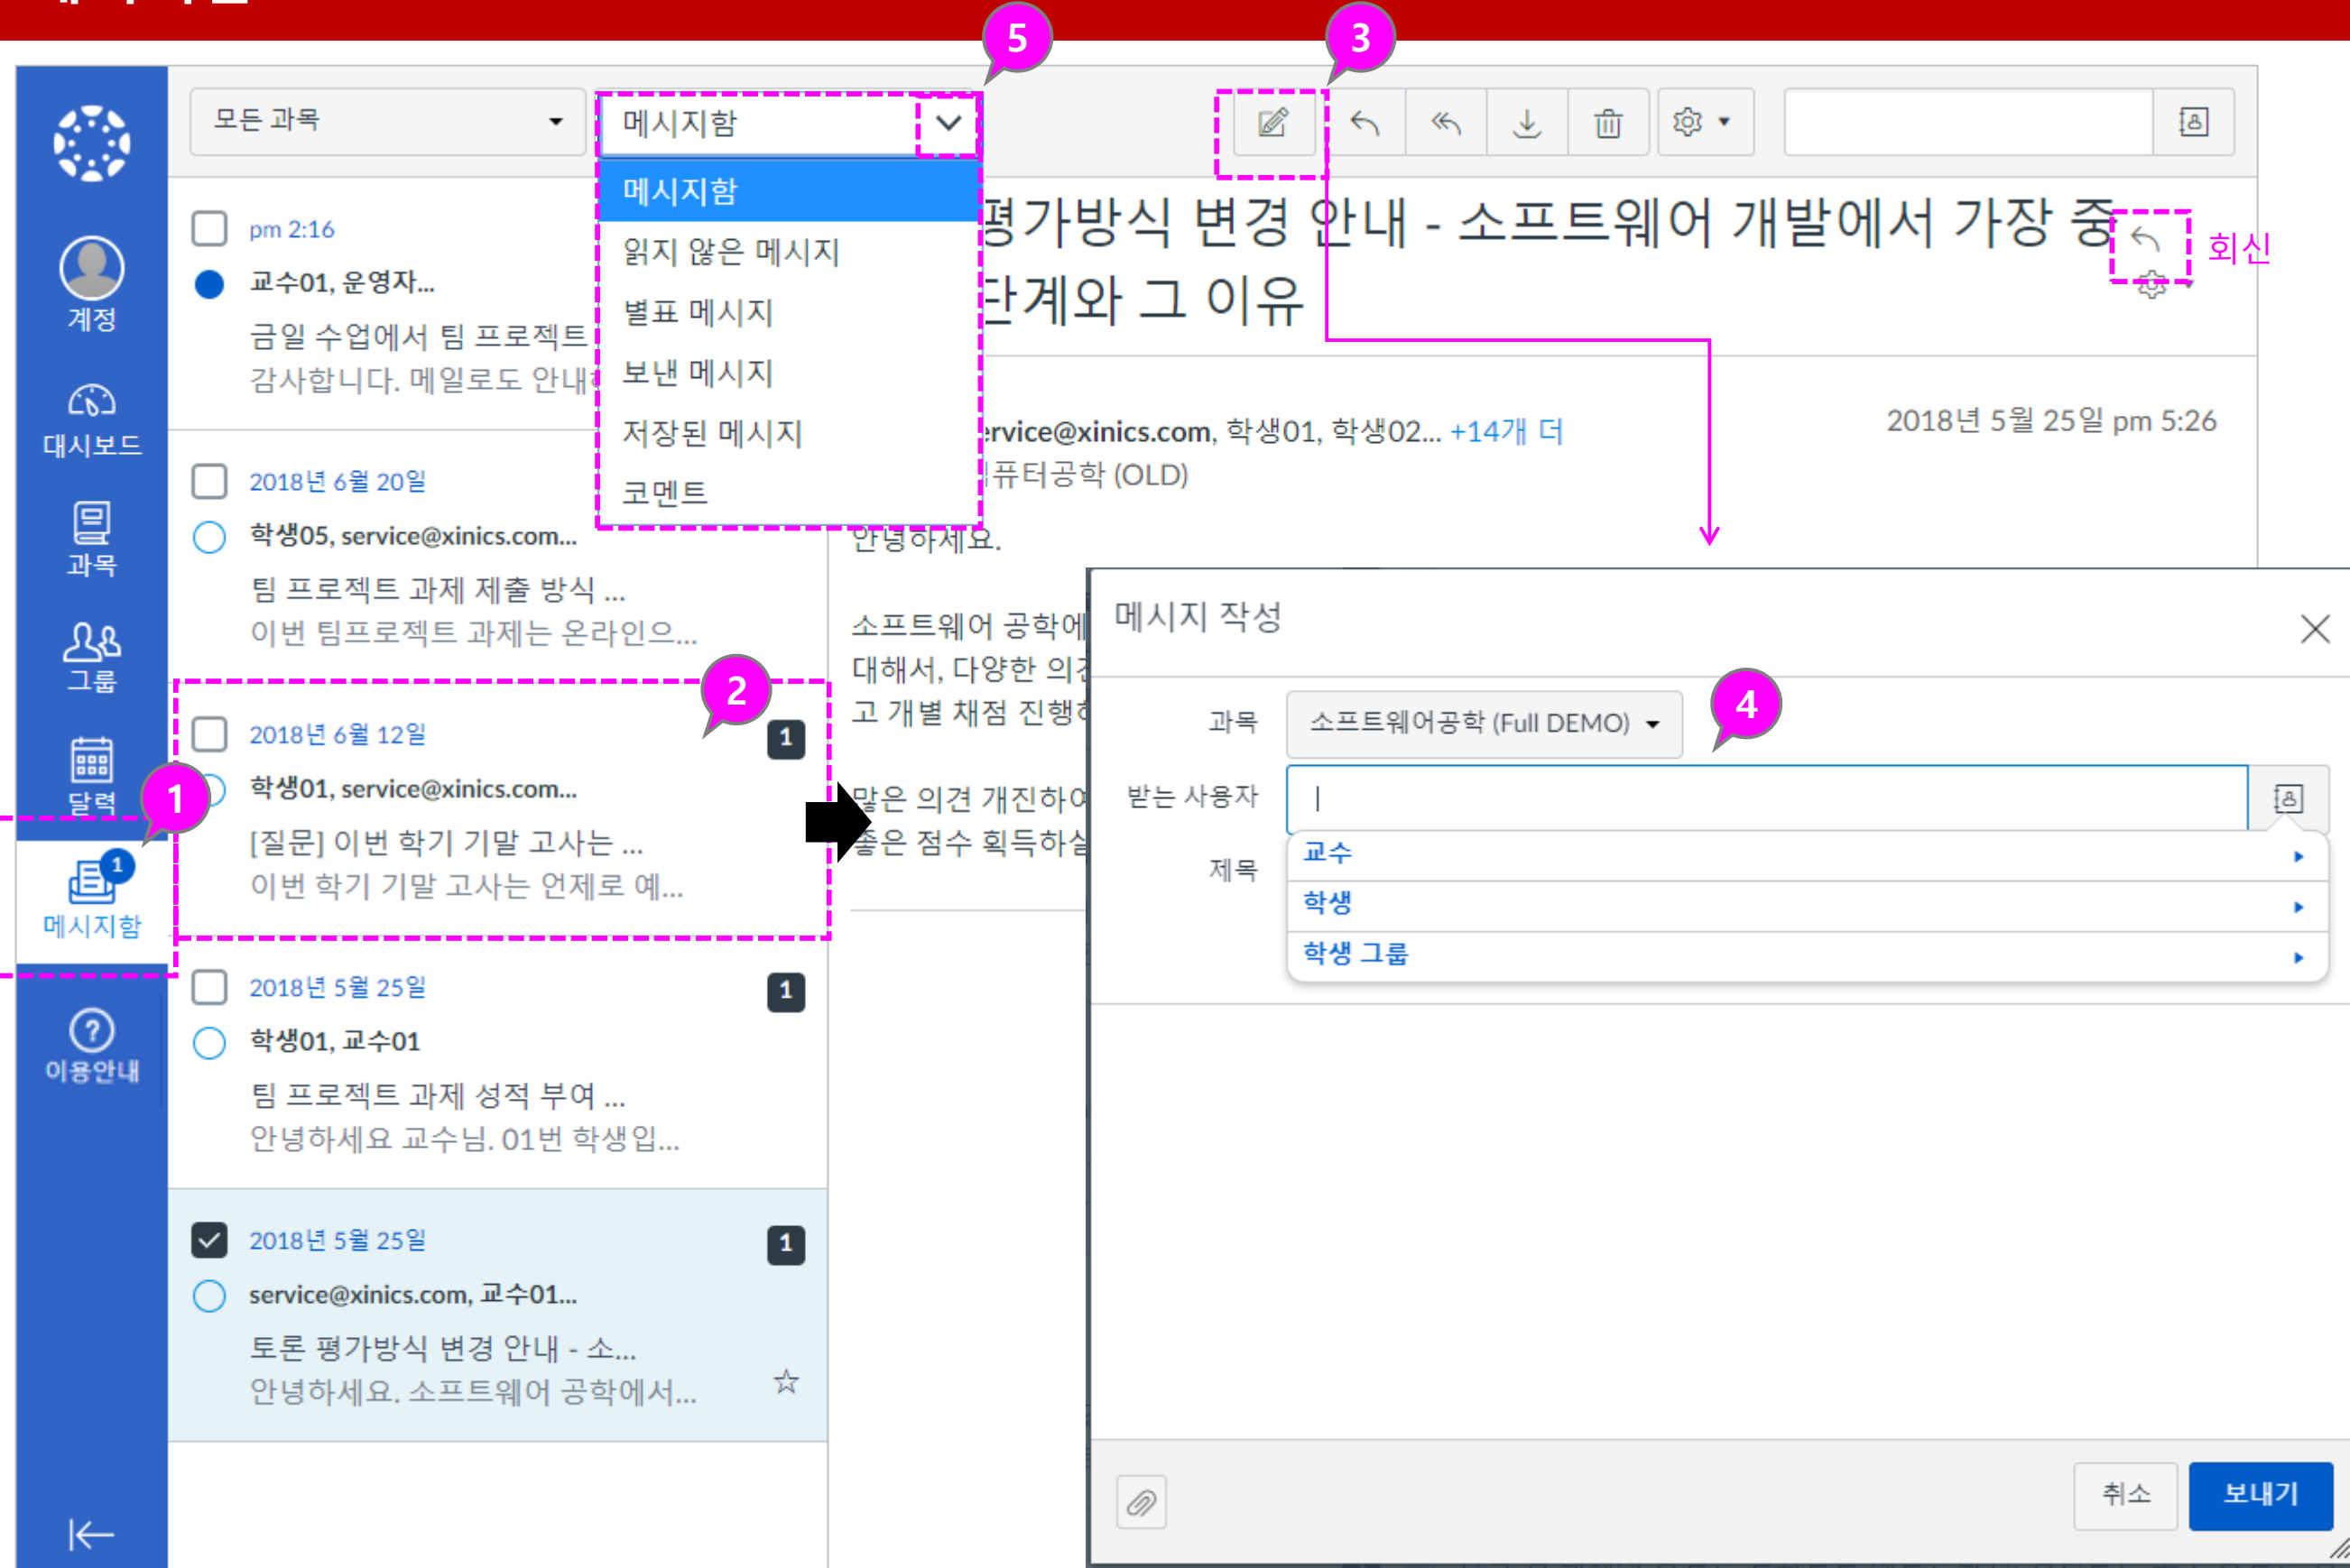 5
3
모든 과목
메시지함
메시지함
읽지 않은 메시지
별표 메시지
보낸 메시지
저장된 메시지
코멘트
계정
대시보드
과목
그룹
달력
1
1
메시지함
?
이용안내
pm 2:16
교수01, 운영자...
금일 수업에서 팀 프로젝트
감사합니다. 메일로도 안내
2018년 6월 20일
학생05, service@xinics.com...
팀 프로젝트 과제 제출 방식 ...
이번 팀프로젝트 과제는 온라인으...
2
2018년 6월 12일
1
학생01, service@xinics.com...
[질문] 이번 학기 기말 고사는 ...
이번 학기 기말 고사는 언제로 예...
2018년 5월 25일
1
학생01, 교수01
팀 프로젝트 과제 성적 부여 ...
안녕하세요 교수님. 01번 학생입...
2018년 5월 25일
1
service@xinics.com, 교수01...
토론 평가방식 변경 안내 - 소...
안녕하세요. 소프트웨어 공학에서...
평가방식 변경 안내 - 소프트웨어 개발에서 가장 중
단계와 그 이유
회신
service@xinics.com, 학생01, 학생02... +14개 더
2018년 5월 25일 pm 5:26
퓨터공학 (OLD)
안녕하세요.
소프트웨어 공학에
대해서, 다양한 의견
고 개별 채점 진행하
많은 의견 개진하여
좋은 점수 획득하실
메시지 작성
4
과목
소프트웨어공학 (Full DEMO)
받는 사용자
교수
학생
학생 그룹
제목
취소
보내기